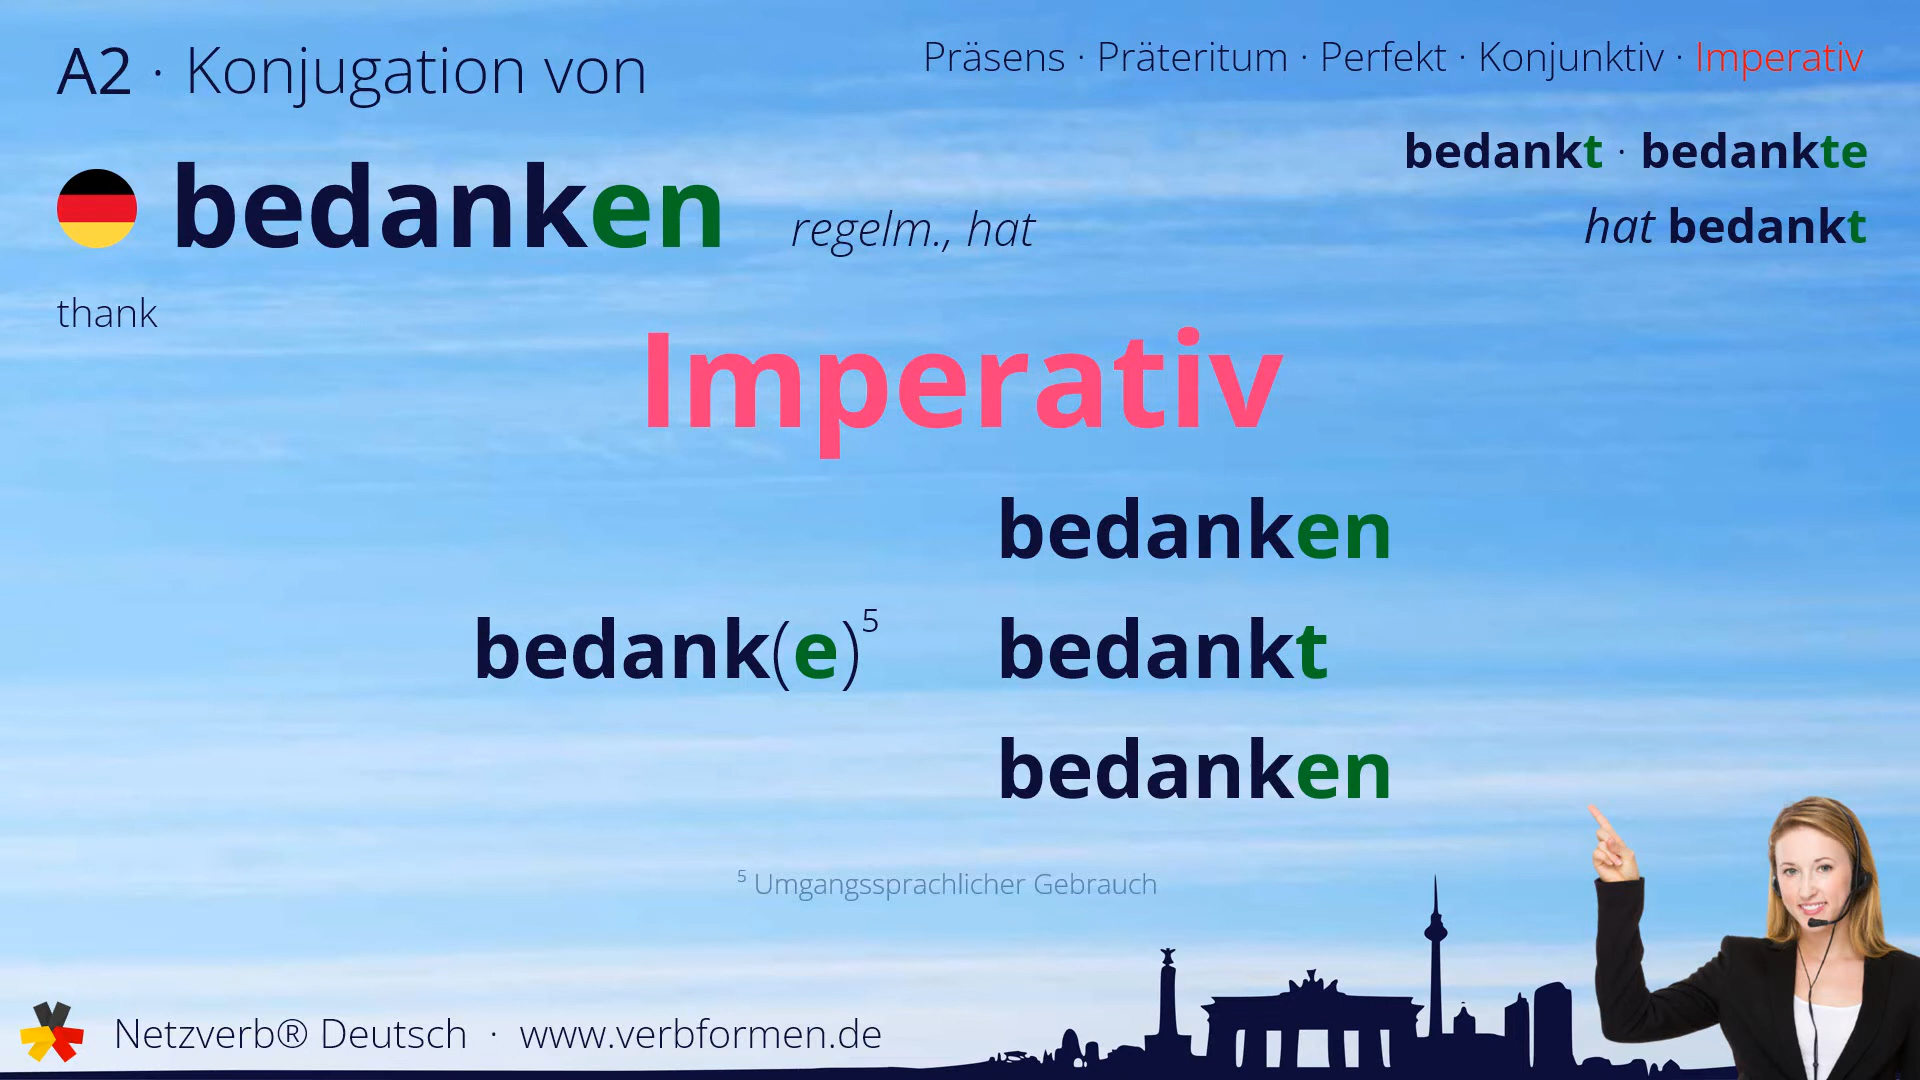 A2 · Konjugation von
Präsens · Präteritum · Perfekt · Konjunktiv · Imperativ
bedanken regelm., hat
bedankt · bedankte
hat bedankt
thank
Imperativ
bedanken
bedank(e)⁵ bedankt
bedanken
⁵ Umgangssprachlicher Gebrauch
Netzverb® Deutsch · www.verbformen.de